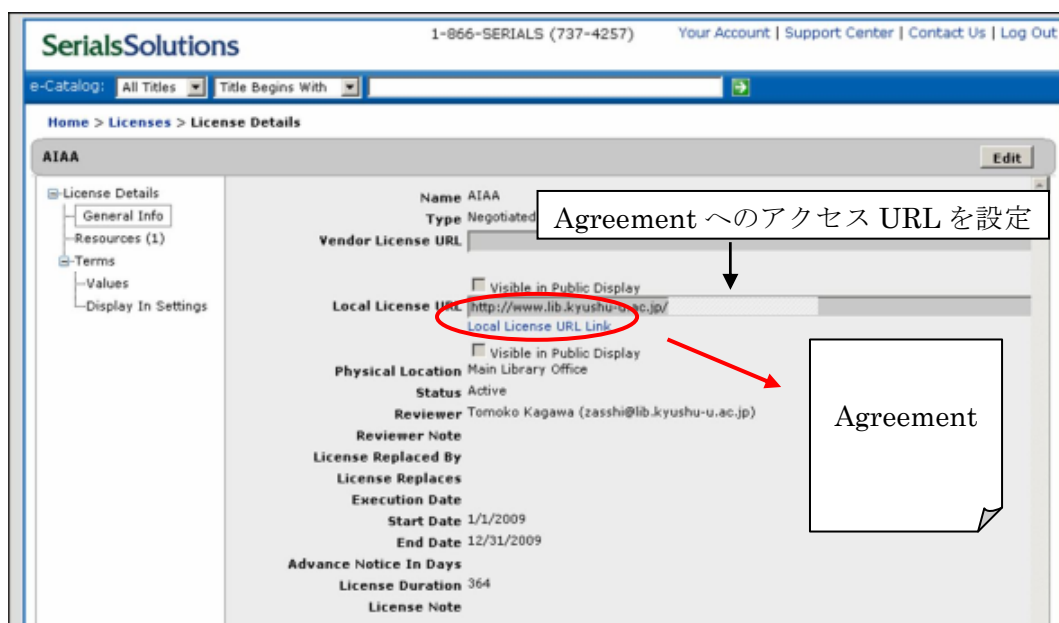 SerialsSolutions
1-866-SERIALS (737-4257)
Your Account | Support Center | Contact Us | Log Out
e-Catalog: All Titles Title Begins With
Home > Licenses > License Details
AIAA
Edit
License Details
General Info
Resources (1)
Terms
Values
Display In Settings
Name AIAA
Type Negotiated
Agreement へのアクセス URL を設定
Vendor License URL
Visible in Public Display
Local License URL http://www.lib.kyushu-u.ac.jp/
Local License URL Link
Visible in Public Display
Physical Location Main Library Office
Status Active
Reviewer Tomoko Kagawa (zasshi@lib.kyushu-u.ac.jp)
Agreement
Reviewer Note
License Replaced By
License Replaces
Execution Date
Start Date 1/1/2009
End Date 12/31/2009
Advance Notice In Days
License Duration 364
License Note